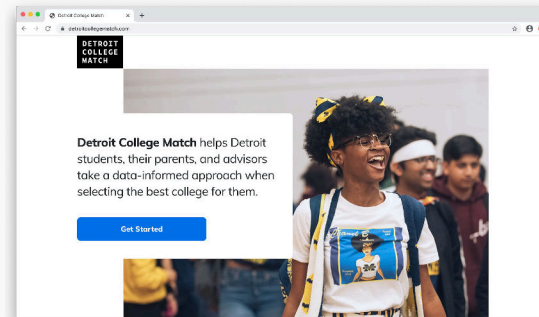 Detroit College Match
detroitcollegematch.com
DETROIT
COLLEGE
MATCH
Detroit College Match helps Detroit
students, their parents, and advisors
take a data-informed approach when
selecting the best college for them.
Get Started